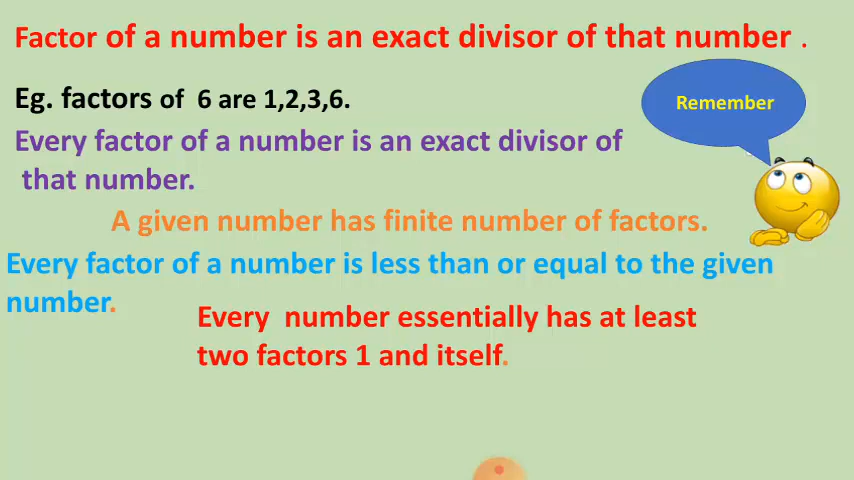 Factor of a number is an exact divisor of that number .
Eg. factors of 6 are 1,2,3,6.
Remember
Every factor of a number is an exact divisor of
that number.
A given number has finite number of factors.
Every factor of a number is less than or equal to the given
number.
Every number essentially has at least
two factors 1 and itself.